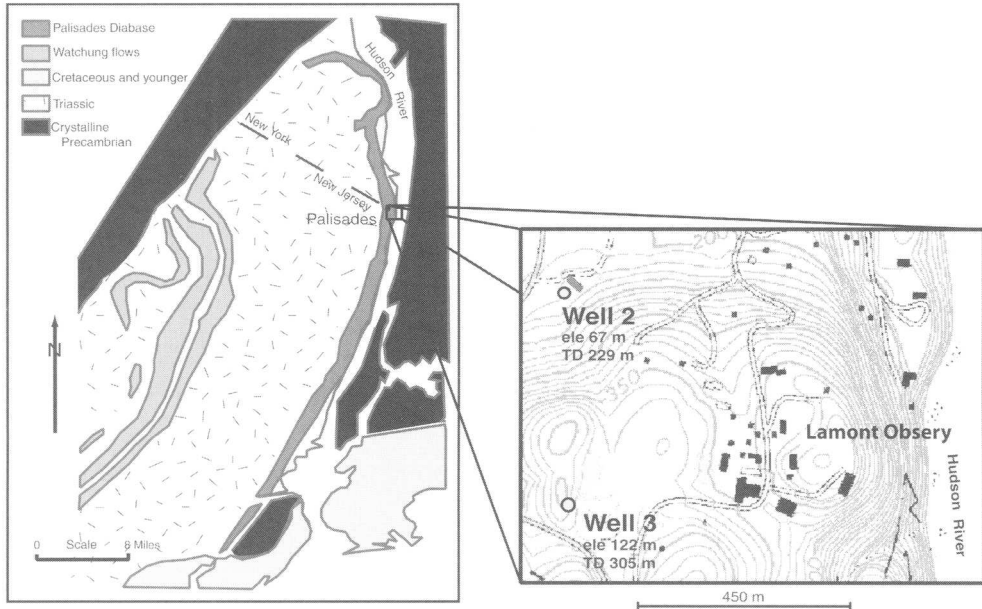 Palisades Diabase
Watchung flows
Cretaceous and younger
Triassic
Crystalline
Precambrian
Hudson
River
New York
New Jersey
Palisades
N
0 Scale 8 Miles
200
Well 2
ele 67 m
TD 229 m
350
Lamont Obsery
Hudson River
Well 3
ele 122 m
TD 305 m
450 m